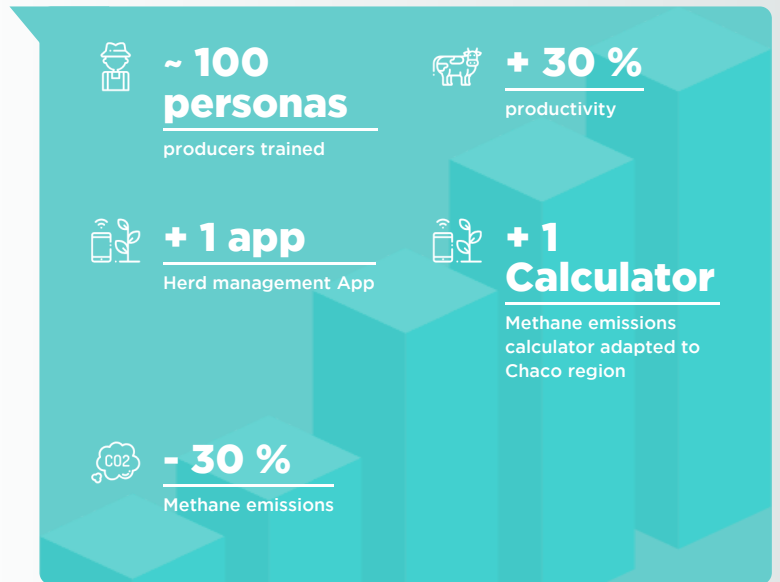 ~ 100
personas
producers trained
+ 30 %
productivity
+ 1 app
Herd management App
+ 1
Calculator
Methane emissions
calculator adapted to
Chaco region
CO2
- 30 %
Methane emissions